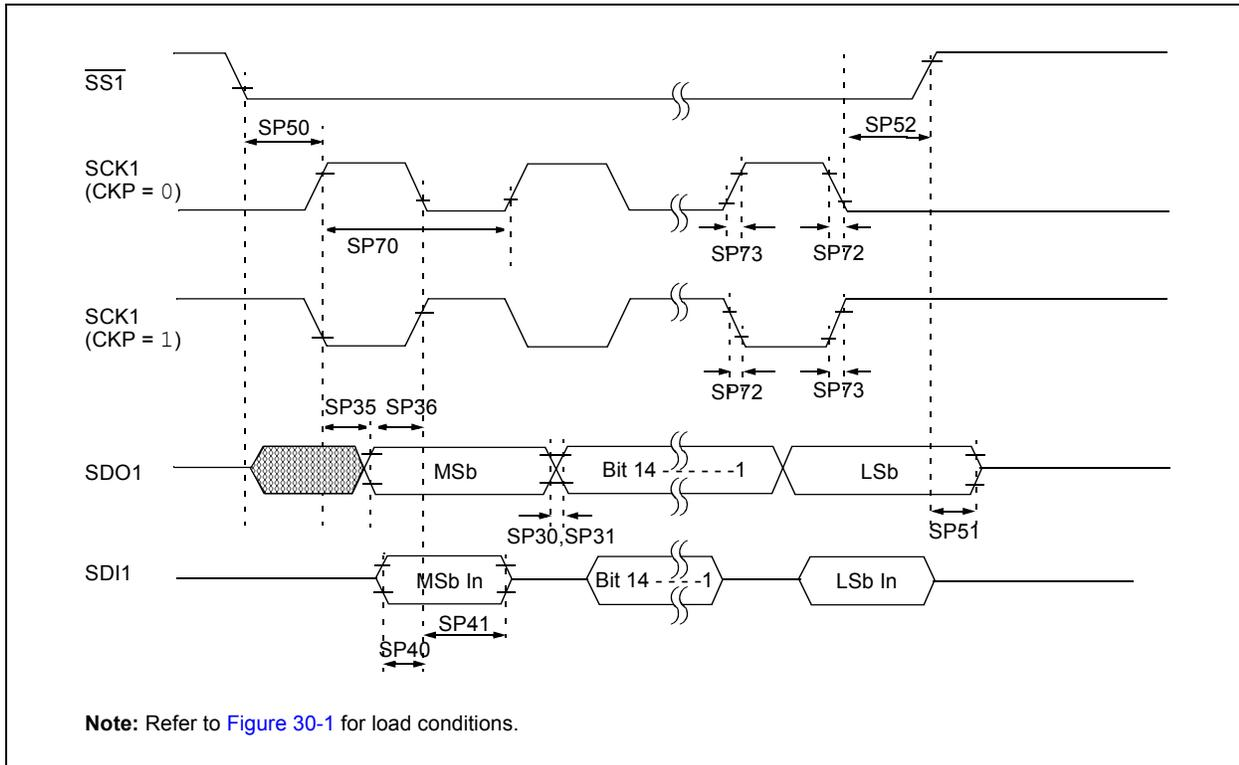 SS1
SP50
SP52
SCK1
(CKP = 0)
SP70
SP73
SP72
SCK1
(CKP = 1)
SP72
SP73
SP35
SP36
SDO1
MSb
Bit 14 - - - - - -1
LSb
SP30,SP31
SP51
SDI1
MSb In
Bit 14 - - - -1
LSb In
SP41
SP40
Note: Refer to Figure 30-1 for load conditions.